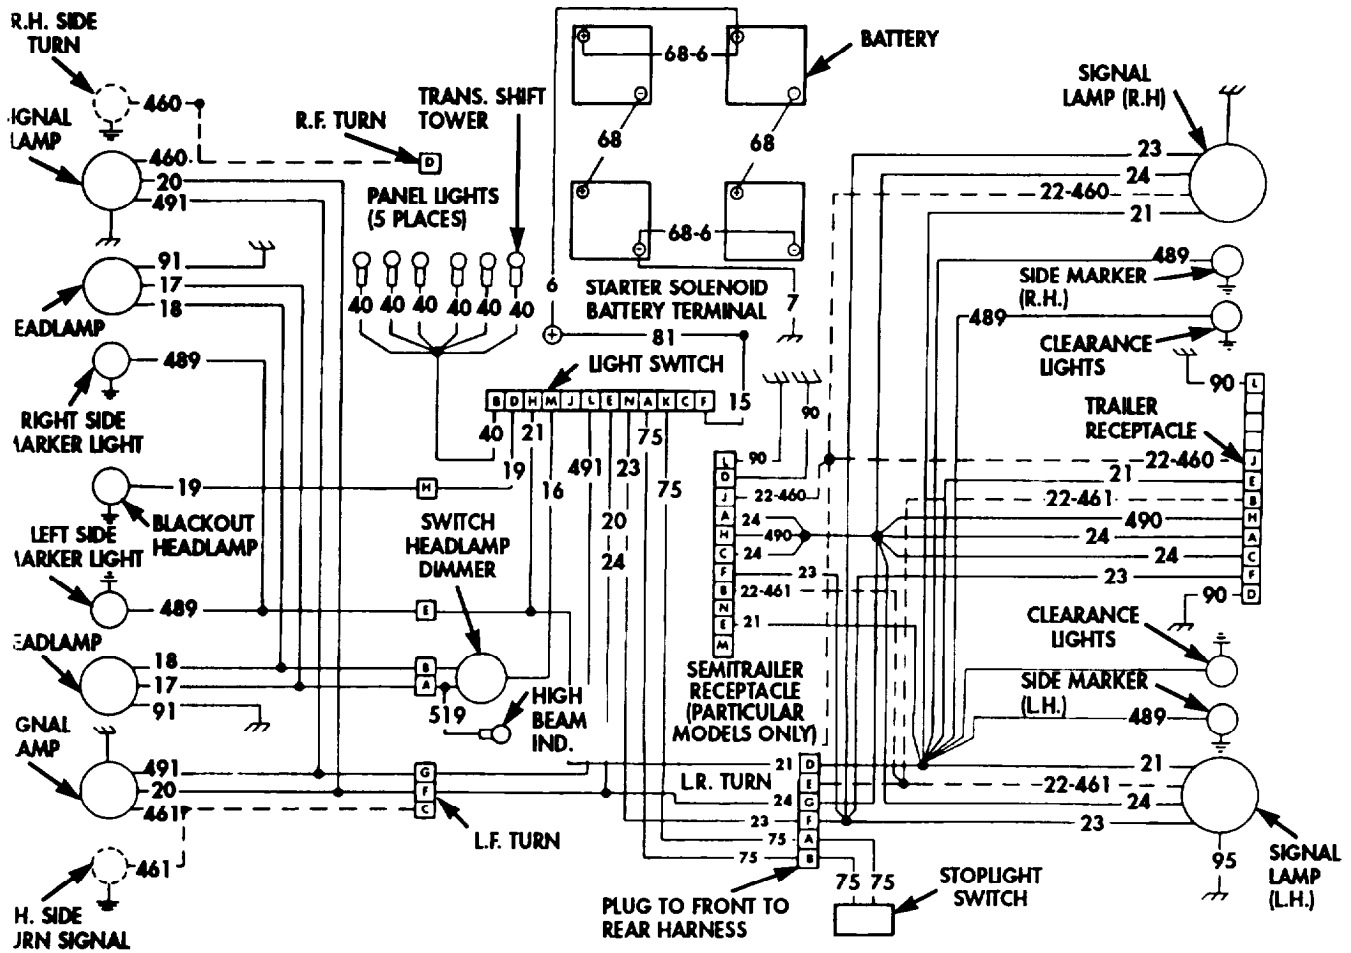 R.H. SIDE
TURN
460
IGNAL
LAMP
460
20
491
91
17
18
EADLAMP
489
RIGHT SIDE
MARKER LIGHT
19
BLACKOUT
HEADLAMP
LEFT SIDE
MARKER LIGHT
489
EADLAMP
18
17
91
GNAL
AMP
491
20
461
461
H. SIDE
URN SIGNAL
R.F. TURN
D
TRANS. SHIFT
TOWER
PANEL LIGHTS
(5 PLACES)
40 40 40 40 40 40
BATTERY
68-6
68
68
68-6
6
7
STARTER SOLENOID
BATTERY TERMINAL
81
LIGHT SWITCH
B D H M J L E N A K C F
15
40
19
21
16
491
20
24
23
75
75
H
SWITCH
HEADLAMP
DIMMER
E
B
A
519
HIGH
BEAM
IND.
G
F
C
L.F. TURN
90
L
D
J
A
H
C
F
B
N
E
M
90
22-460
24
490
24
23
22-461
21
SEMITRAILER
RECEPTACLE
(PARTICULAR
MODELS ONLY)
L.R. TURN
21
24
23
75
75
D
E
G
F
A
B
PLUG TO FRONT TO
REAR HARNESS
75 75
STOPLIGHT
SWITCH
SIGNAL
LAMP (R.H)
23
24
22-460
21
489
SIDE MARKER
(R.H.)
489
CLEARANCE
LIGHTS
90
TRAILER
RECEPTACLE
L
J
E
B
H
A
C
F
D
22-460
21
22-461
490
24
24
23
90
CLEARANCE
LIGHTS
SIDE MARKER
(L.H.)
489
21
22-461
24
23
95
SIGNAL
LAMP
(L.H.)